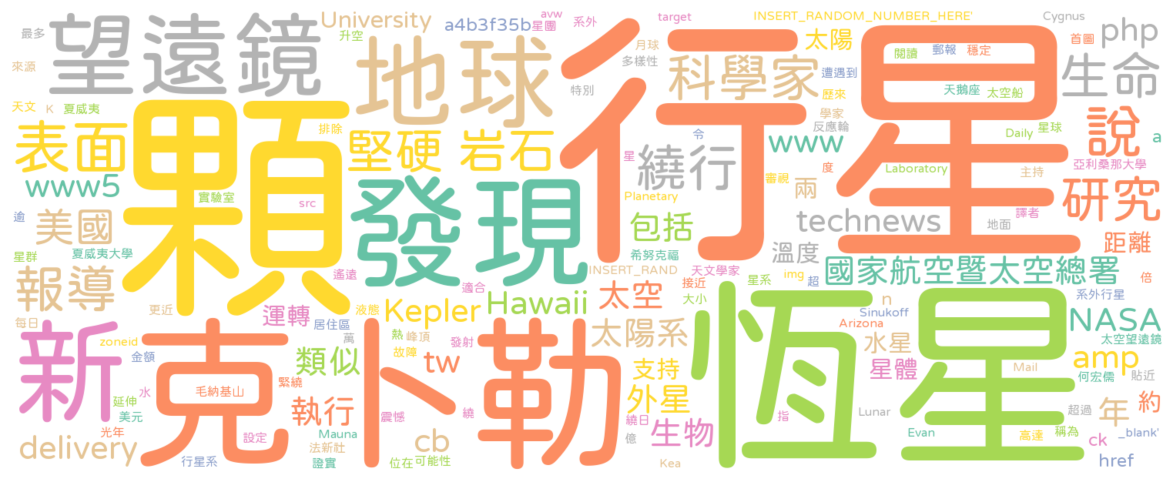 最多
望遠鏡
University
升空
a4b3f35b
avw
星團
系外
target
INSERT_RANDOM_NUMBER_HERE'
Cygnus
首圖
php
來源
地球
行星
月球
多樣性
科學家
太陽
遭遇到
閱讀
郵報
穩定
生命
天文
K
夏威夷
特別
歷來
天鵝座
太空船
顆
排除
表面
堅硬
岩石
令
學家
反應輪
www
Daily
星球
說
a
星
繞行
度
審視
Laboratory
主持
亞利桑那大學
www5
實驗室
src
發現
Planetary
兩
研究
逾
美國
包括
technews
地面
譯者
夏威夷大學
希努克福
溫度
距離
星群
報導
遙遠
INSERT_RAND
天文學家
星系
img
超
國家航空暨太空總署
倍
更近
適合
接近
大小
每日
新
運轉
液態
Kepler
Hawaii
太空
恆星
n
Sinukoff
系外行星
居住區
萬
熱
峰頂
發射
太陽系
Arizona
水星
NASA
zoneid
金額
克卜勒
類似
故障
tw
太空望遠鏡
水
毛納基山
緊繞
支持
星體
Mail
amp
何宏儒
貼近
延伸
美元
執行
震憾
繞
外星
繞日
指
Lunar
超過
年
約
光年
設定
Mauna
法新社
生物
Evan
稱為
_blank'
delivery
行星系
證實
cb
位在
可能性
億
Kea
高達
ck
href